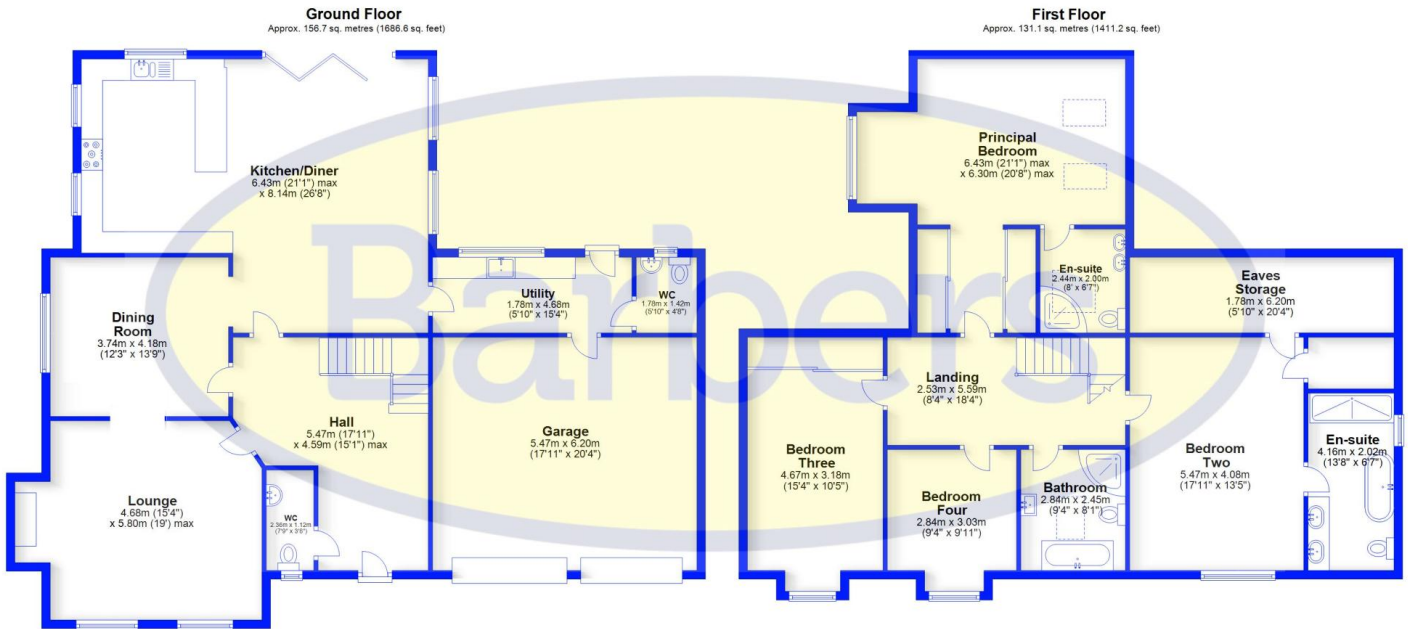 Ground Floor
Approx. 156.7 sq. metres (1686.6 sq. feet)
Kitchen/Diner
6.43m (21'1") max
x 8.14m (26'8")
Utility
1.78m x 4.68m
(5'10" x 15'4")
WC
1.78m x 1.42m
(5'10" x 4'8")
Dining
Room
3.74m x 4.18m
(12'3" x 13'9")
Hall
5.47m (17'11")
x 4.59m (15'1") max
Garage
5.47m x 6.20m
(17'11" x 20'4")
Lounge
4.68m (15'4")
x 5.80m (19') max
WC
2.36m x 1.12m
(7'9" x 3'8")
First Floor
Approx. 131.1 sq. metres (1411.2 sq. feet)
Principal
Bedroom
6.43m (21'1") max
x 6.30m (20'8") max
En-suite
2.44m x 2.00m
(8' x 6'7")
Eaves
Storage
1.78m x 6.20m
(5'10" x 20'4")
Landing
2.53m x 5.59m
(8'4" x 18'4")
Bedroom
Three
4.67m x 3.18m
(15'4" x 10'5")
Bedroom
Four
2.84m x 3.03m
(9'4" x 9'11")
Bathroom
2.84m x 2.45m
(9'4" x 8'1")
Bedroom
Two
5.47m x 4.08m
(17'11" x 13'5")
En-suite
4.16m x 2.02m
(13'8" x 6'7")
Barbers